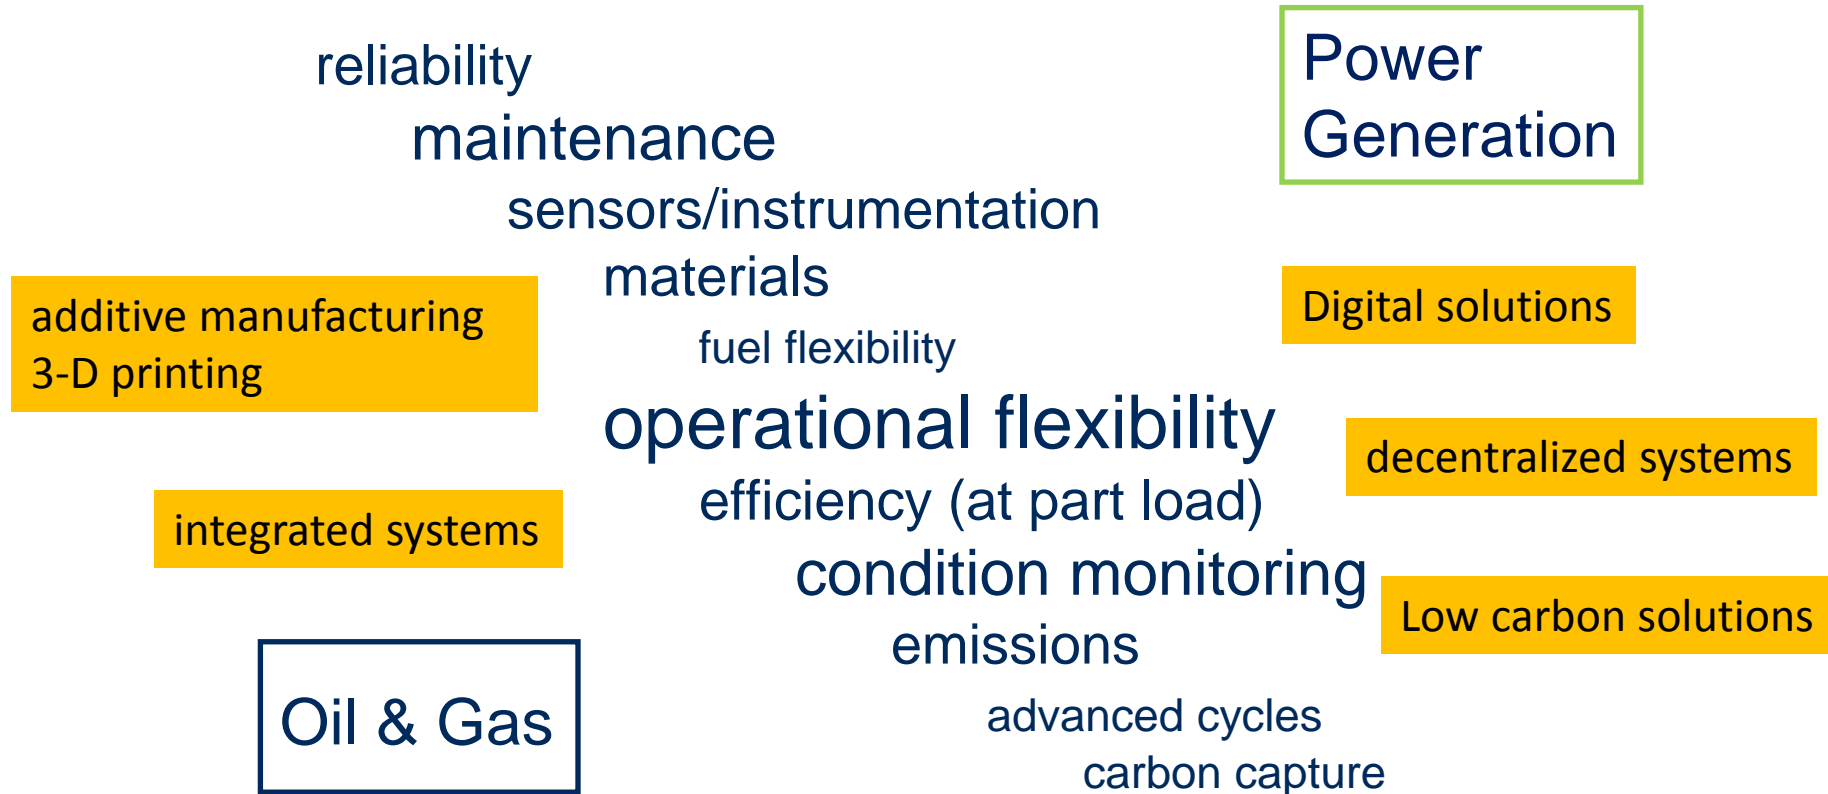 reliability
Power
Generation
maintenance
sensors/instrumentation
materials
additive manufacturing
3-D printing
Digital solutions
fuel flexibility
operational flexibility
decentralized systems
efficiency (at part load)
integrated systems
condition monitoring
Low carbon solutions
emissions
Oil & Gas
advanced cycles
carbon capture